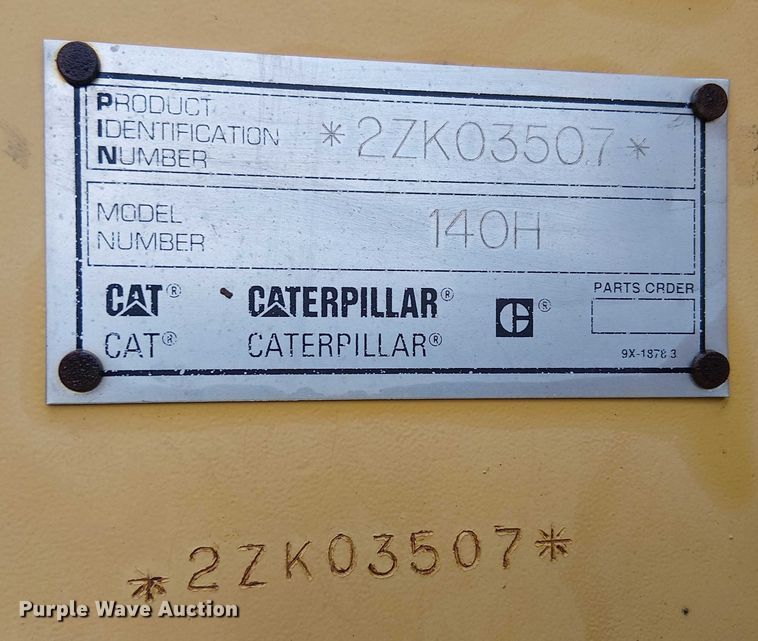 PRODUCT
IDENTIFICATION
NUMBER
*2ZK03507*
MODEL
NUMBER
140H
CAT® CATERPILLAR® C®
CAT® CATERPILLAR®
PARTS ORDER
9X-1876 3
*2ZK03507*
Purple Wave Auction